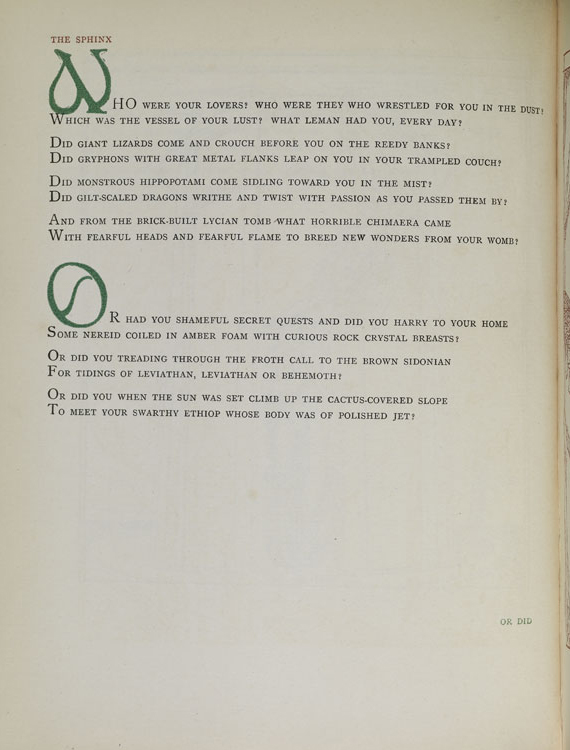 THE SPHINX
WHO WERE YOUR LOVERS? WHO WERE THEY WHO WRESTLED FOR YOU IN THE DUST?
WHICH WAS THE VESSEL OF YOUR LUST? WHAT LEMAN HAD YOU, EVERY DAY?
DID GIANT LIZARDS COME AND CROUCH BEFORE YOU ON THE REEDY BANKS?
DID GRYPHONS WITH GREAT METAL FLANKS LEAP ON YOU IN YOUR TRAMPLED COUCH?
DID MONSTROUS HIPPOPOTAMI COME SIDLING TOWARD YOU IN THE MIST?
DID GILT-SCALED DRAGONS WRITHE AND TWIST WITH PASSION AS YOU PASSED THEM BY?
AND FROM THE BRICK-BUILT LYCIAN TOMB WHAT HORRIBLE CHIMAERA CAME
WITH FEARFUL HEADS AND FEARFUL FLAME TO BREED NEW WONDERS FROM YOUR WOMB?
OR HAD YOU SHAMEFUL SECRET QUESTS AND DID YOU HARRY TO YOUR HOME
SOME NEREID COILED IN AMBER FOAM WITH CURIOUS ROCK CRYSTAL BREASTS?
OR DID YOU TREADING THROUGH THE FROTH CALL TO THE BROWN SIDONIAN
FOR TIDINGS OF LEVIATHAN, LEVIATHAN OR BEHEMOTH?
OR DID YOU WHEN THE SUN WAS SET CLIMB UP THE CACTUS-COVERED SLOPE
TO MEET YOUR SWARTHY ETHIOP WHOSE BODY WAS OF POLISHED JET?
OR DID